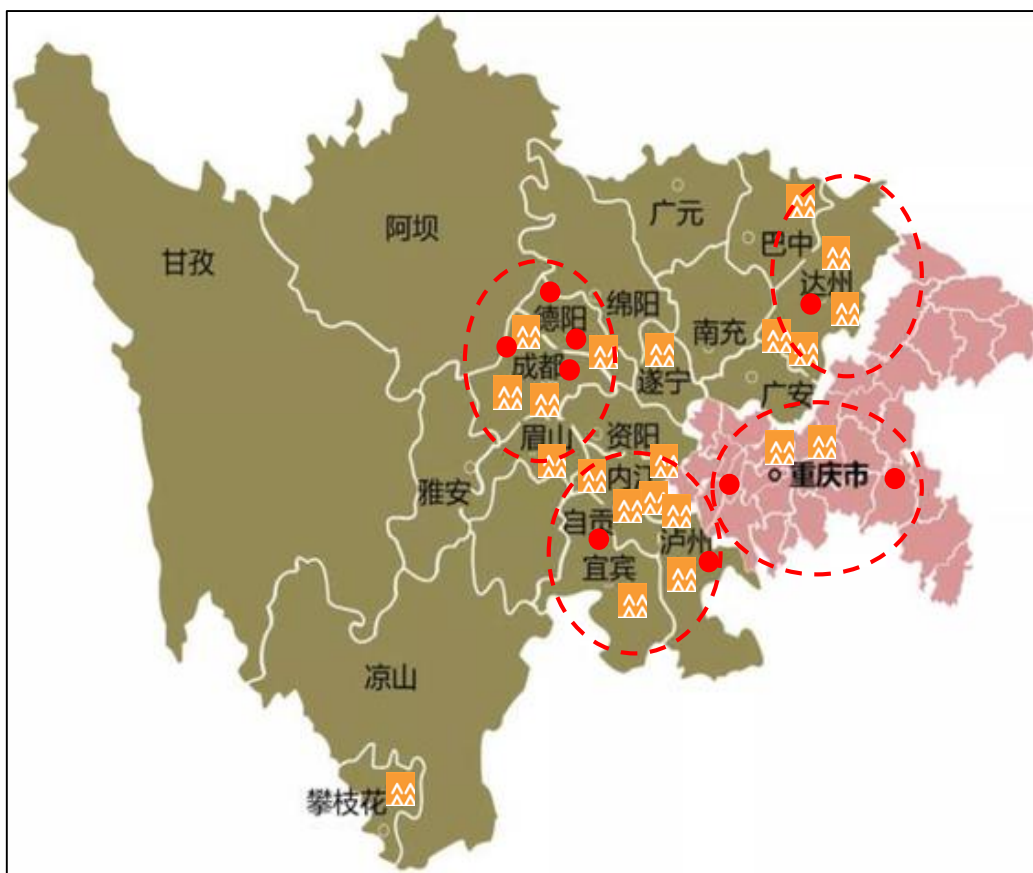 广元
阿坝
巴中
甘孜
达州
绵阳
德阳
南充
成都
遂宁
广安
眉山
资阳
内江
重庆市
雅安
自贡
泸州
宜宾
凉山
攀枝花